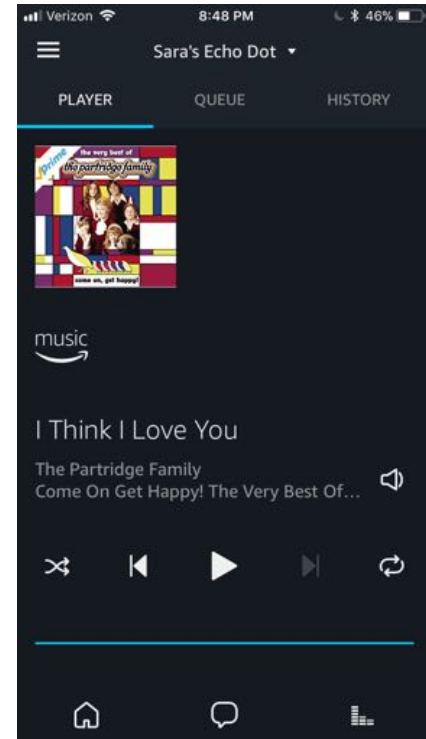 Verizon 8:48 PM 46%
Sara's Echo Dot
PLAYER QUEUE HISTORY
prime
the very best of
the partridge family
come on, get happy!
music
I Think I Love You
The Partridge Family
Come On Get Happy! The Very Best Of...